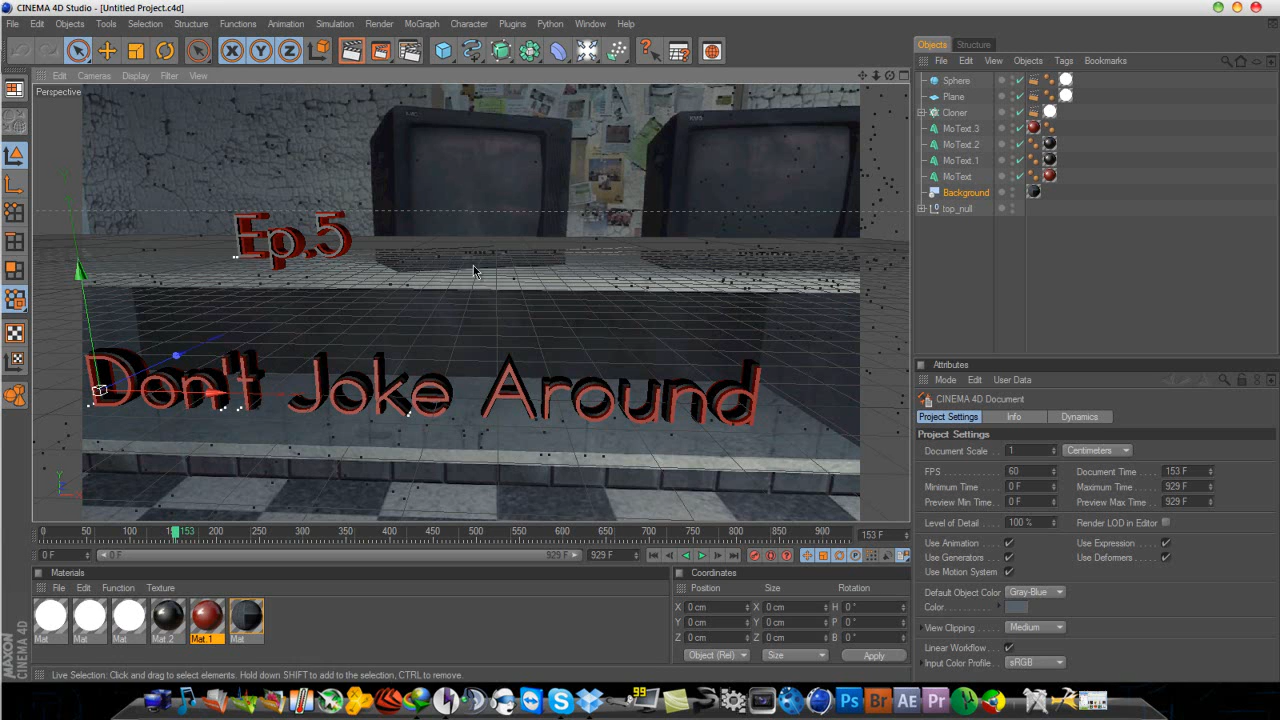 CINEMA 4D Studio - [Untitled Project.c4d]
File Edit Objects Tools Selection Structure Functions Animation Simulation Render MoGraph Character Plugins Python Window Help
X Y Z
Edit Cameras Display Filter View
Perspective
Ep.5
Don't Joke Around
0 50 100 153 200 250 300 350 400 450 500 550 600 650 700 750 800 850 900 153 F
0 F 0 F 929 F 929 F
Materials
File Edit Function Texture
Mat Mat Mat Mat.2 Mat.1 Mat
Coordinates
Position Size Rotation
X 0 cm X 0 cm H 0 °
Y 0 cm Y 0 cm P 0 °
Z 0 cm Z 0 cm B 0 °
Object (Rel) Size Apply
MAXON CINEMA 4D
Live Selection: Click and drag to select elements. Hold down SHIFT to add to the selection, CTRL to remove.
Objects Structure
File Edit View Objects Tags Bookmarks
Sphere
Plane
Cloner
MoText.3
MoText.2
MoText.1
MoText
Background
top_null
Attributes
Mode Edit User Data
CINEMA 4D Document
Project Settings Info Dynamics
Project Settings
Document Scale 1 Centimeters
FPS 60 Document Time 153 F
Minimum Time 0 F Maximum Time 929 F
Preview Min Time 0 F Preview Max Time 929 F
Level of Detail 100 % Render LOD in Editor
Use Animation Use Expression
Use Generators Use Deformers
Use Motion System
Default Object Color Gray-Blue
Color
View Clipping Medium
Linear Workflow
Input Color Profile sRGB
99
Ps Br AE Pr